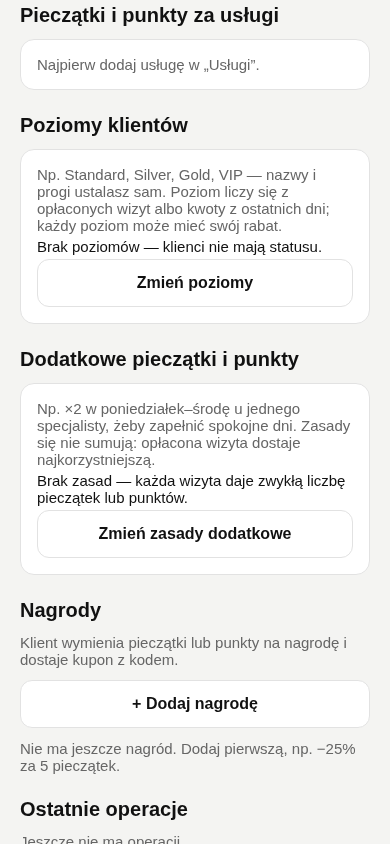 Pieczątki i punkty za usługi
Najpierw dodaj usługę w „Usługi”.
Poziomy klientów
Np. Standard, Silver, Gold, VIP — nazwy i
progi ustalasz sam. Poziom liczy się z
opłaconych wizyt albo kwoty z ostatnich dni;
każdy poziom może mieć swój rabat.
Brak poziomów — klienci nie mają statusu.
Zmień poziomy
Dodatkowe pieczątki i punkty
Np. ×2 w poniedziałek–środę u jednego
specjalisty, żeby zapełnić spokojne dni. Zasady
się nie sumują: opłacona wizyta dostaje
najkorzystniejszą.
Brak zasad — każda wizyta daje zwykłą liczbę
pieczątek lub punktów.
Zmień zasady dodatkowe
Nagrody
Klient wymienia pieczątki lub punkty na nagrodę i
dostaje kupon z kodem.
+ Dodaj nagrodę
Nie ma jeszcze nagród. Dodaj pierwszą, np. −25%
za 5 pieczątek.
Ostatnie operacje
Jeszcze nie ma operacji.